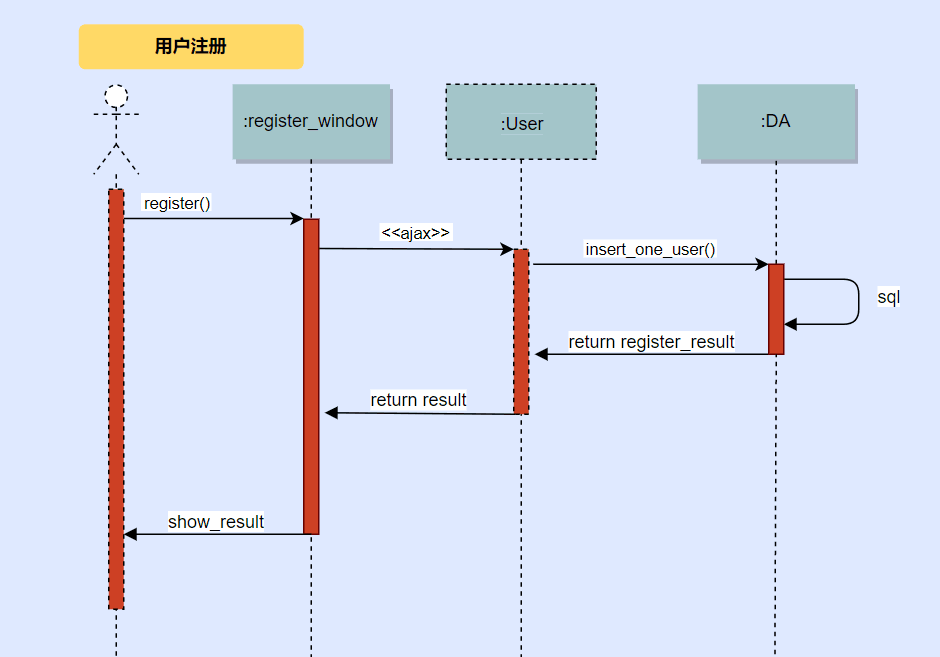 用户注册
:register_window
:User
:DA
register()
<<ajax>>
insert_one_user()
sql
return register_result
return result
show_result